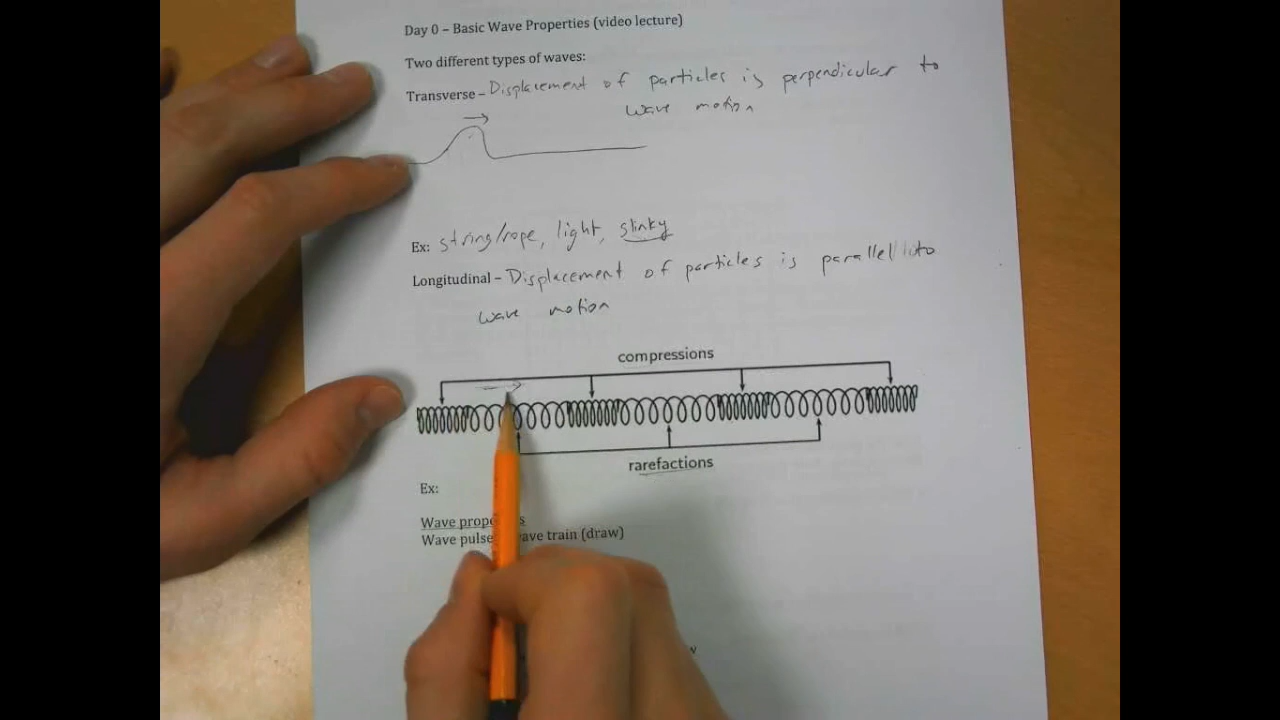 Day 0 – Basic Wave Properties (video lecture)
Two different types of waves:
Transverse – Displacement of particles is perpendicular to
wave motion
Ex: string/rope, light, slinky
Longitudinal – Displacement of particles is parallel to
wave motion
compressions
rarefactions
Ex:
Wave
Wave pulse wave train (draw)